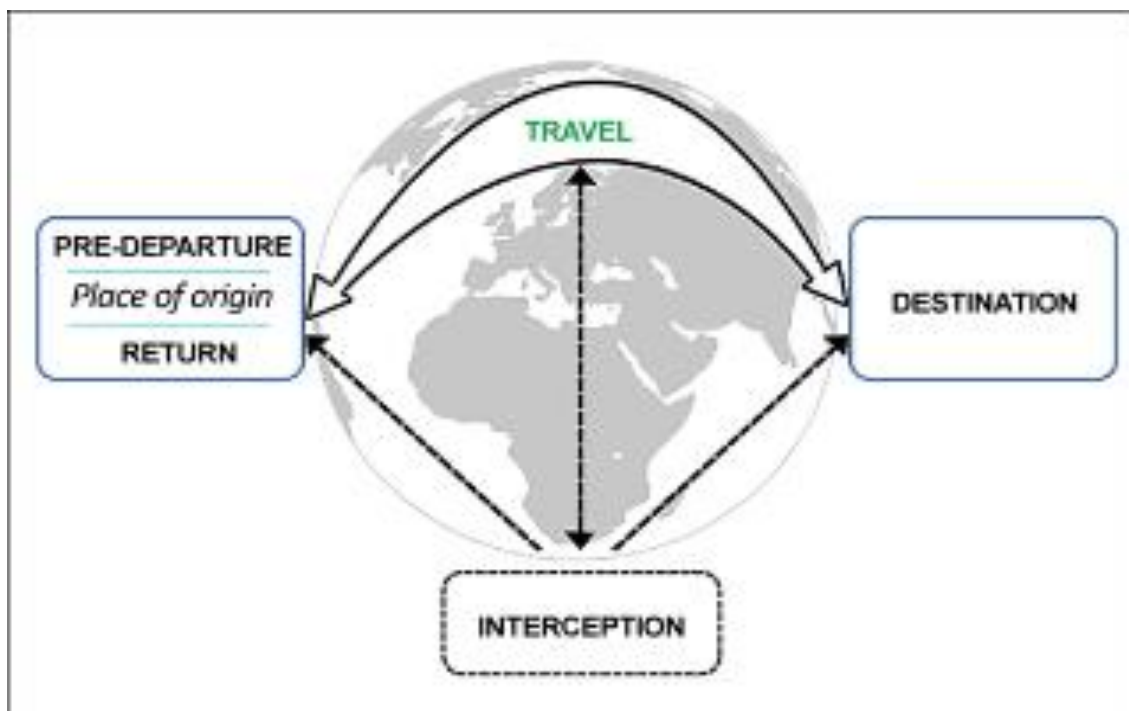 TRAVEL
PRE-DEPARTURE
Place of origin
RETURN
DESTINATION
INTERCEPTION